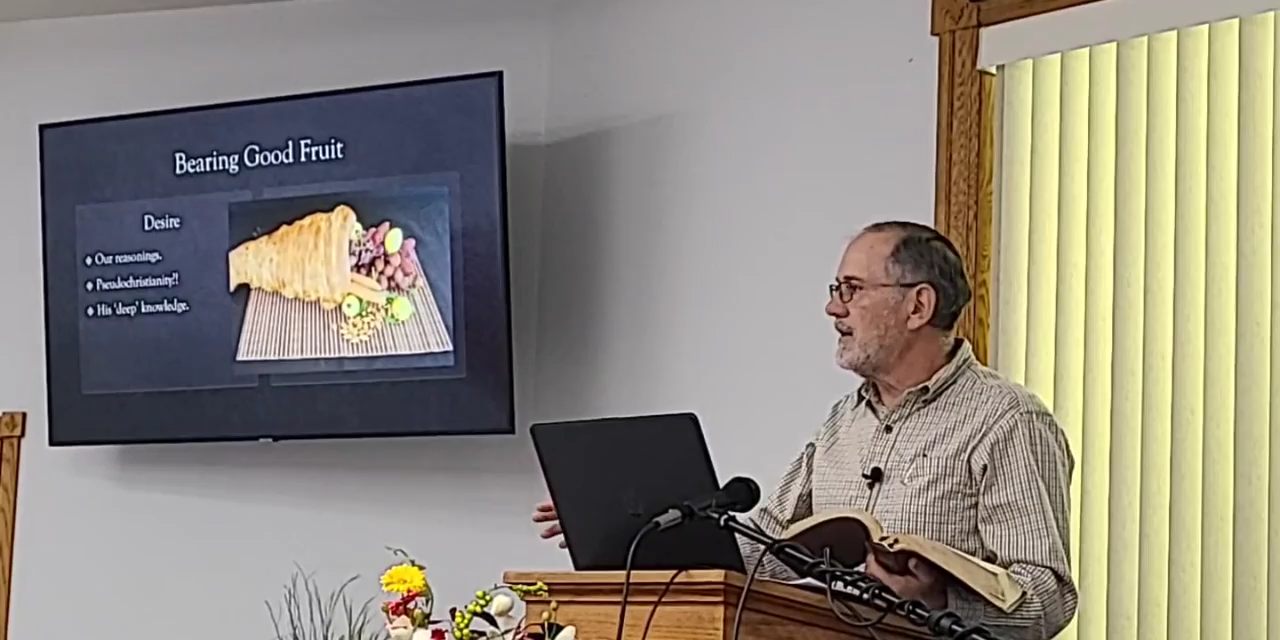 Bearing Good Fruit
Desire
◆ Our reasonings.
◆ Pseudochristianity?!
◆ His 'deep' knowledge.